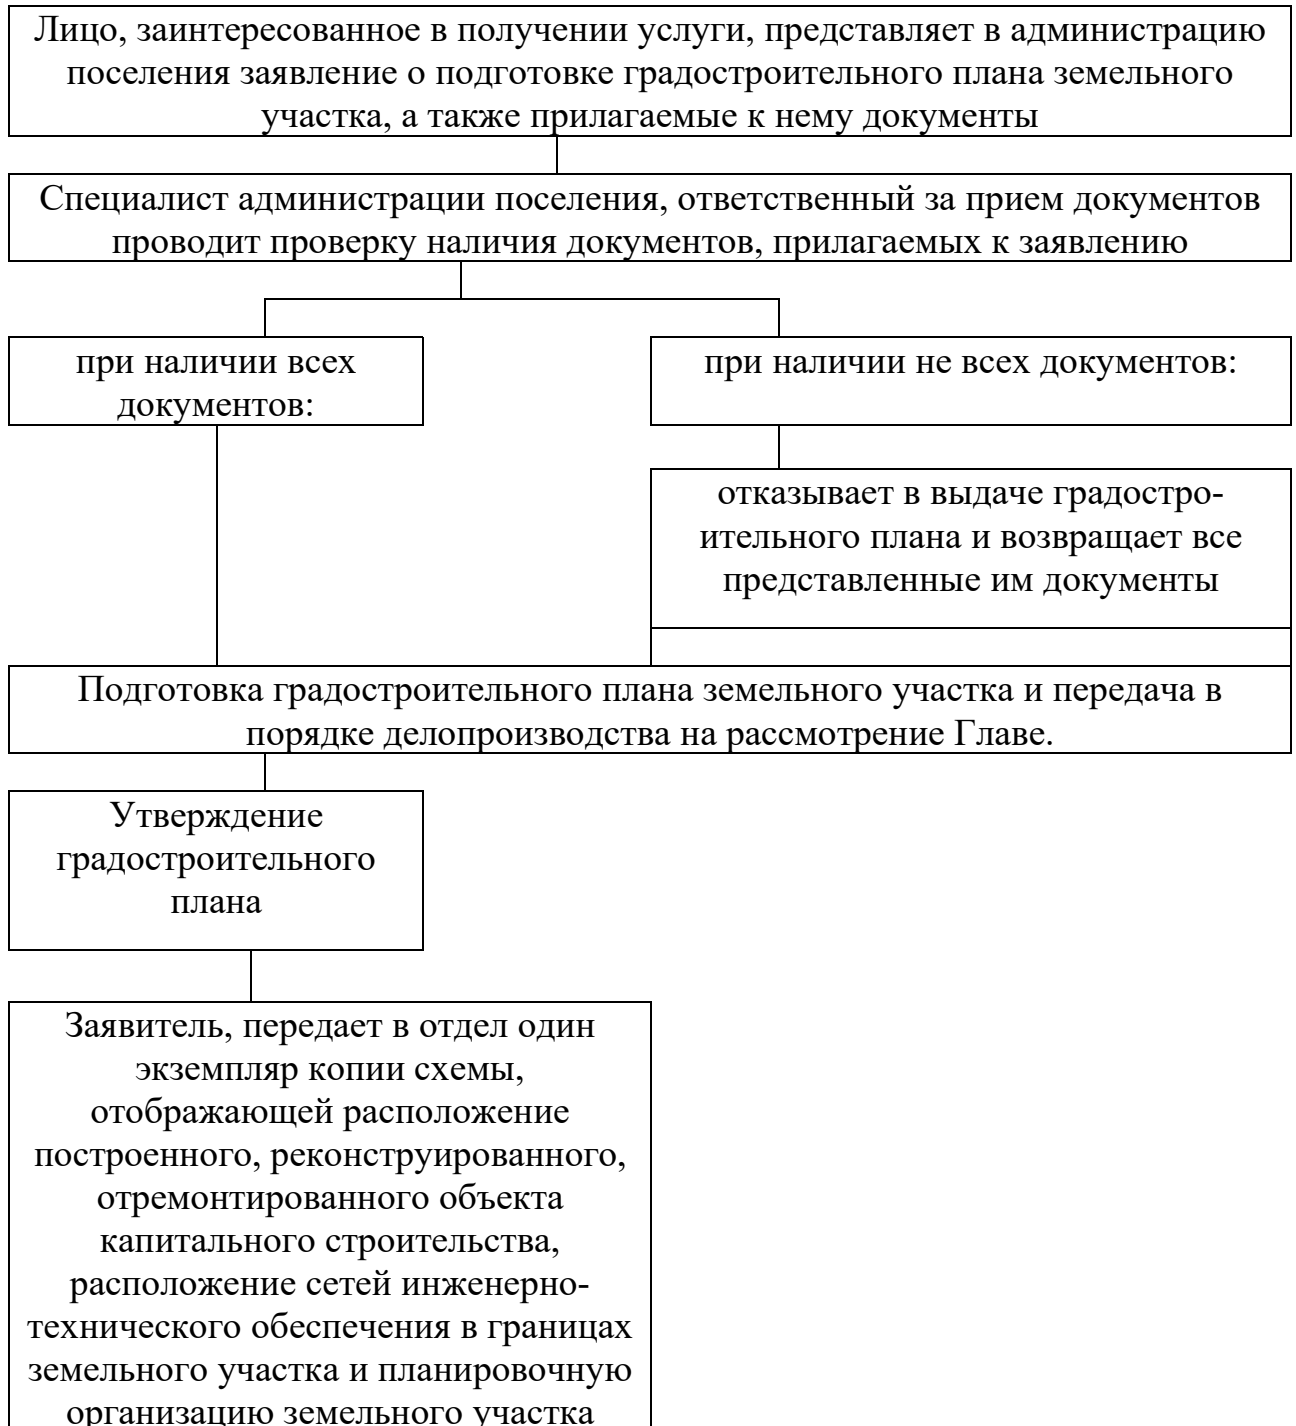 Лицо, заинтересованное в получении услуги, представляет в администрацию
поселения заявление о подготовке градостроительного плана земельного
участка, а также прилагаемые к нему документы
Специалист администрации поселения, ответственный за прием документов
проводит проверку наличия документов, прилагаемых к заявлению
при наличии всех
документов:
при наличии не всех документов:
отказывает в выдаче градостро-
ительного плана и возвращает все
представленные им документы
Подготовка градостроительного плана земельного участка и передача в
порядке делопроизводства на рассмотрение Главе.
Утверждение
градостроительного
плана
Заявитель, передает в отдел один
экземпляр копии схемы,
отображающей расположение
построенного, реконструированного,
отремонтированного объекта
капитального строительства,
расположение сетей инженерно-
технического обеспечения в границах
земельного участка и планировочную
организацию земельного участка